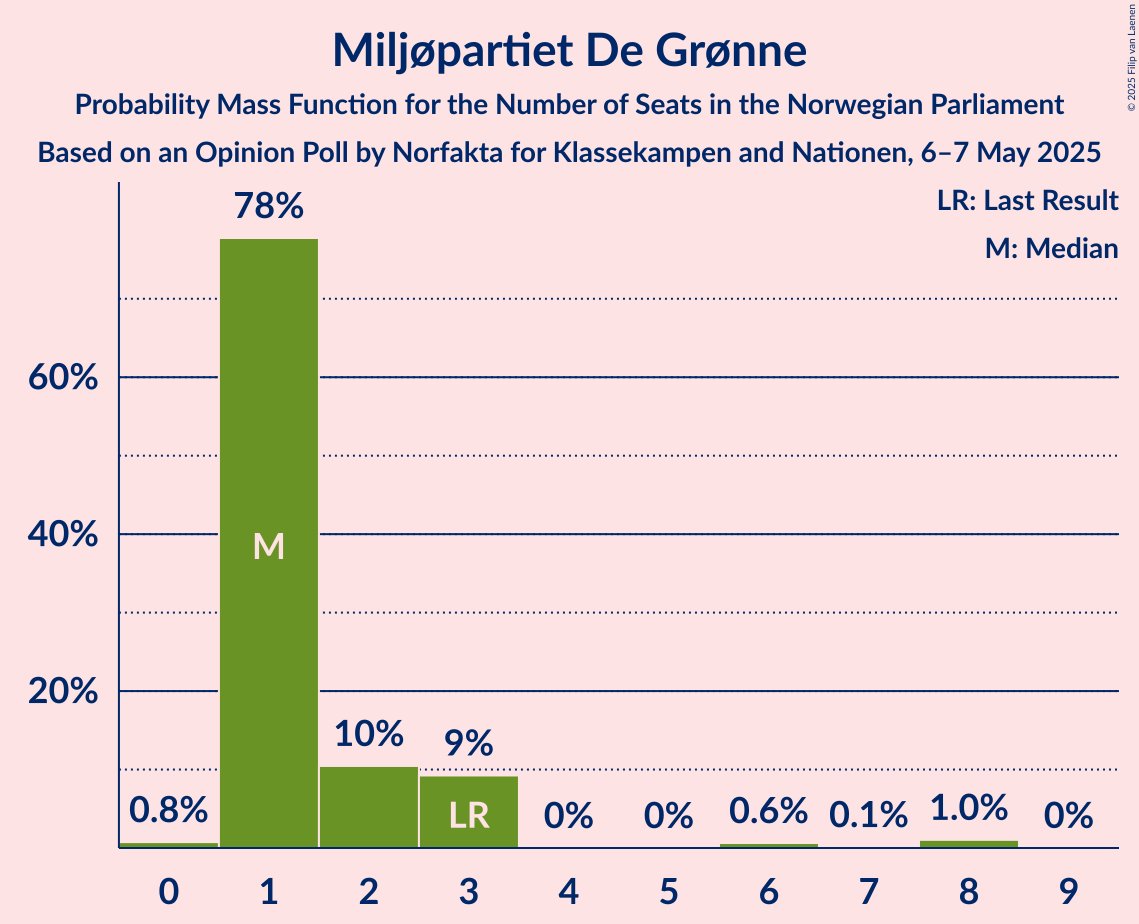 Miljøpartiet De Grønne
Probability Mass Function for the Number of Seats in the Norwegian Parliament
Based on an Opinion Poll by Norfakta for Klassekampen and Nationen, 6–7 May 2025
© 2025 Filip van Laenen
LR: Last Result
M: Median
78%
60%
40%
M
20%
10%
9%
0.8%
LR
0%
0%
0.6%
0.1%
1.0%
0%
0
1
2
3
4
5
6
7
8
9